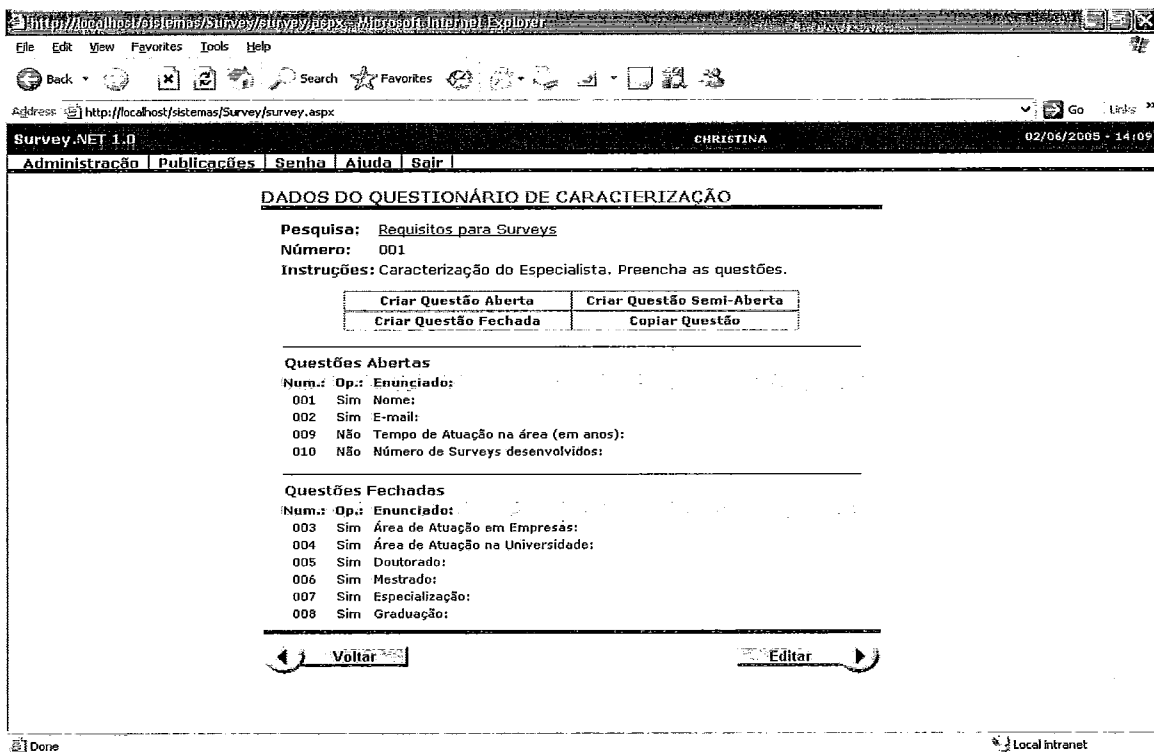 http://localhost/sistemas/Survey/survey.aspx - Microsoft Internet Explorer
File Edit View Favorites Tools Help
Back Search Favorites
Address http://localhost/sistemas/Survey/survey.aspx Go Links »
Survey.NET 1.0 CHRISTINA 02/06/2005 - 14:09
Administração | Publicações | Senha | Ajuda | Sair |
DADOS DO QUESTIONÁRIO DE CARACTERIZAÇÃO
Pesquisa: Requisitos para Surveys
Número: 001
Instruções: Caracterização do Especialista. Preencha as questões.
Criar Questão Aberta Criar Questão Semi-Aberta
Criar Questão Fechada Copiar Questão
Questões Abertas
Num.: Op.: Enunciado:
001 Sim Nome:
002 Sim E-mail:
009 Não Tempo de Atuação na área (em anos):
010 Não Número de Surveys desenvolvidos:
Questões Fechadas
Num.: Op.: Enunciado:
003 Sim Área de Atuação em Empresas:
004 Sim Área de Atuação na Universidade:
005 Sim Doutorado:
006 Sim Mestrado:
007 Sim Especialização:
008 Sim Graduação:
Voltar Editar
Done Local intranet